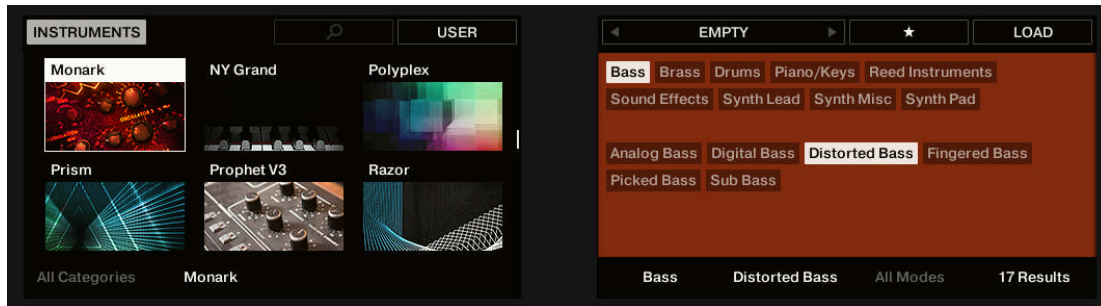 INSTRUMENTS USER
Monark NY Grand Polyplex
OSCILLATOR 3
Prism Prophet V3 Razor
All Categories Monark
EMPTY ★ LOAD
Bass Brass Drums Piano/Keys Reed Instruments
Sound Effects Synth Lead Synth Misc Synth Pad
Analog Bass Digital Bass Distorted Bass Fingered Bass
Picked Bass Sub Bass
Bass Distorted Bass All Modes 17 Results